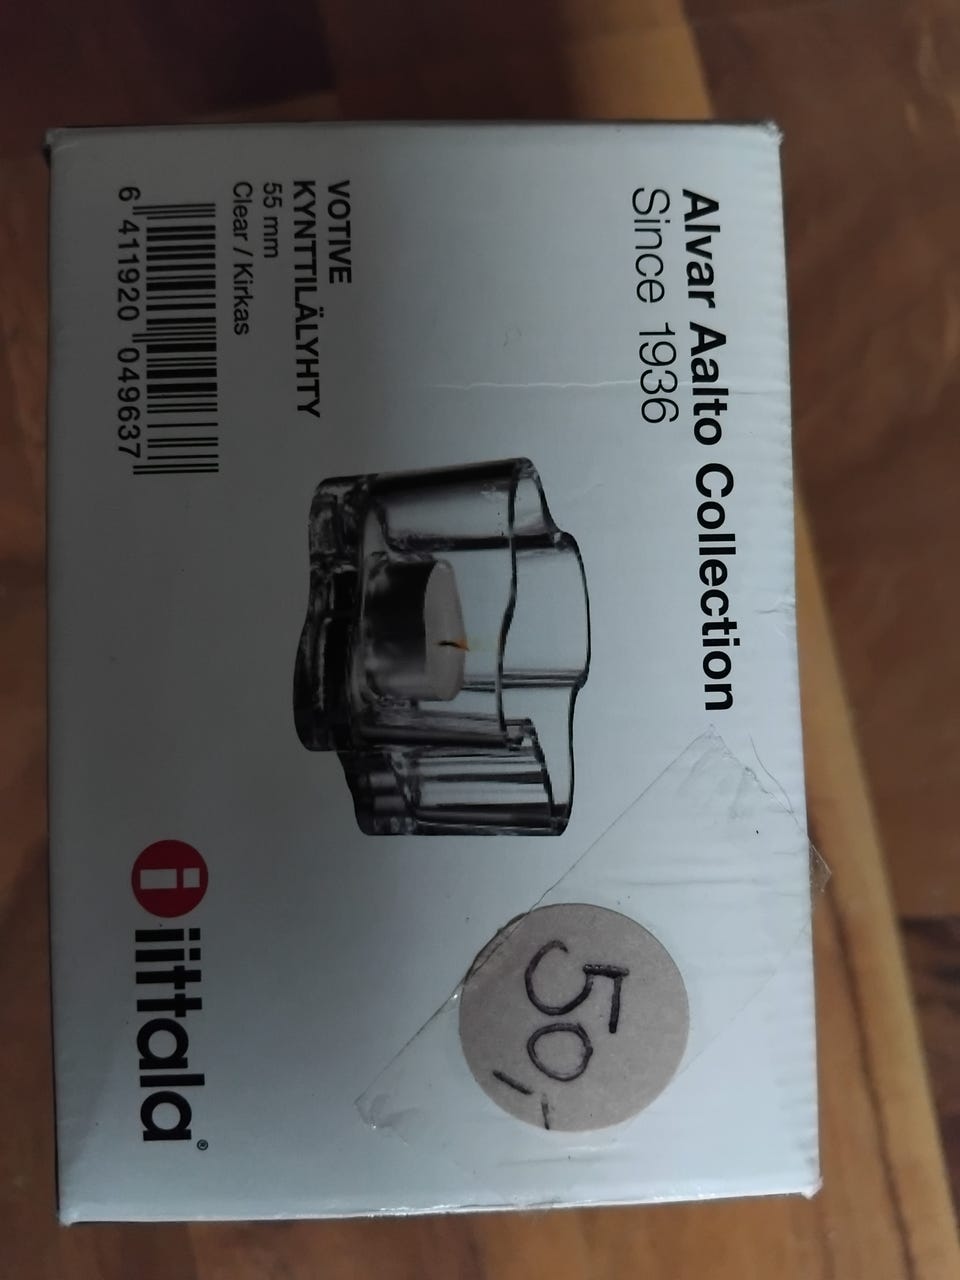 Alvar Aalto Collection
Since 1936
VOTIVE
KYNTTILÄLYHTY
55 mm
Clear / Kirkas
6 411920 049637
i iittala®
50,-